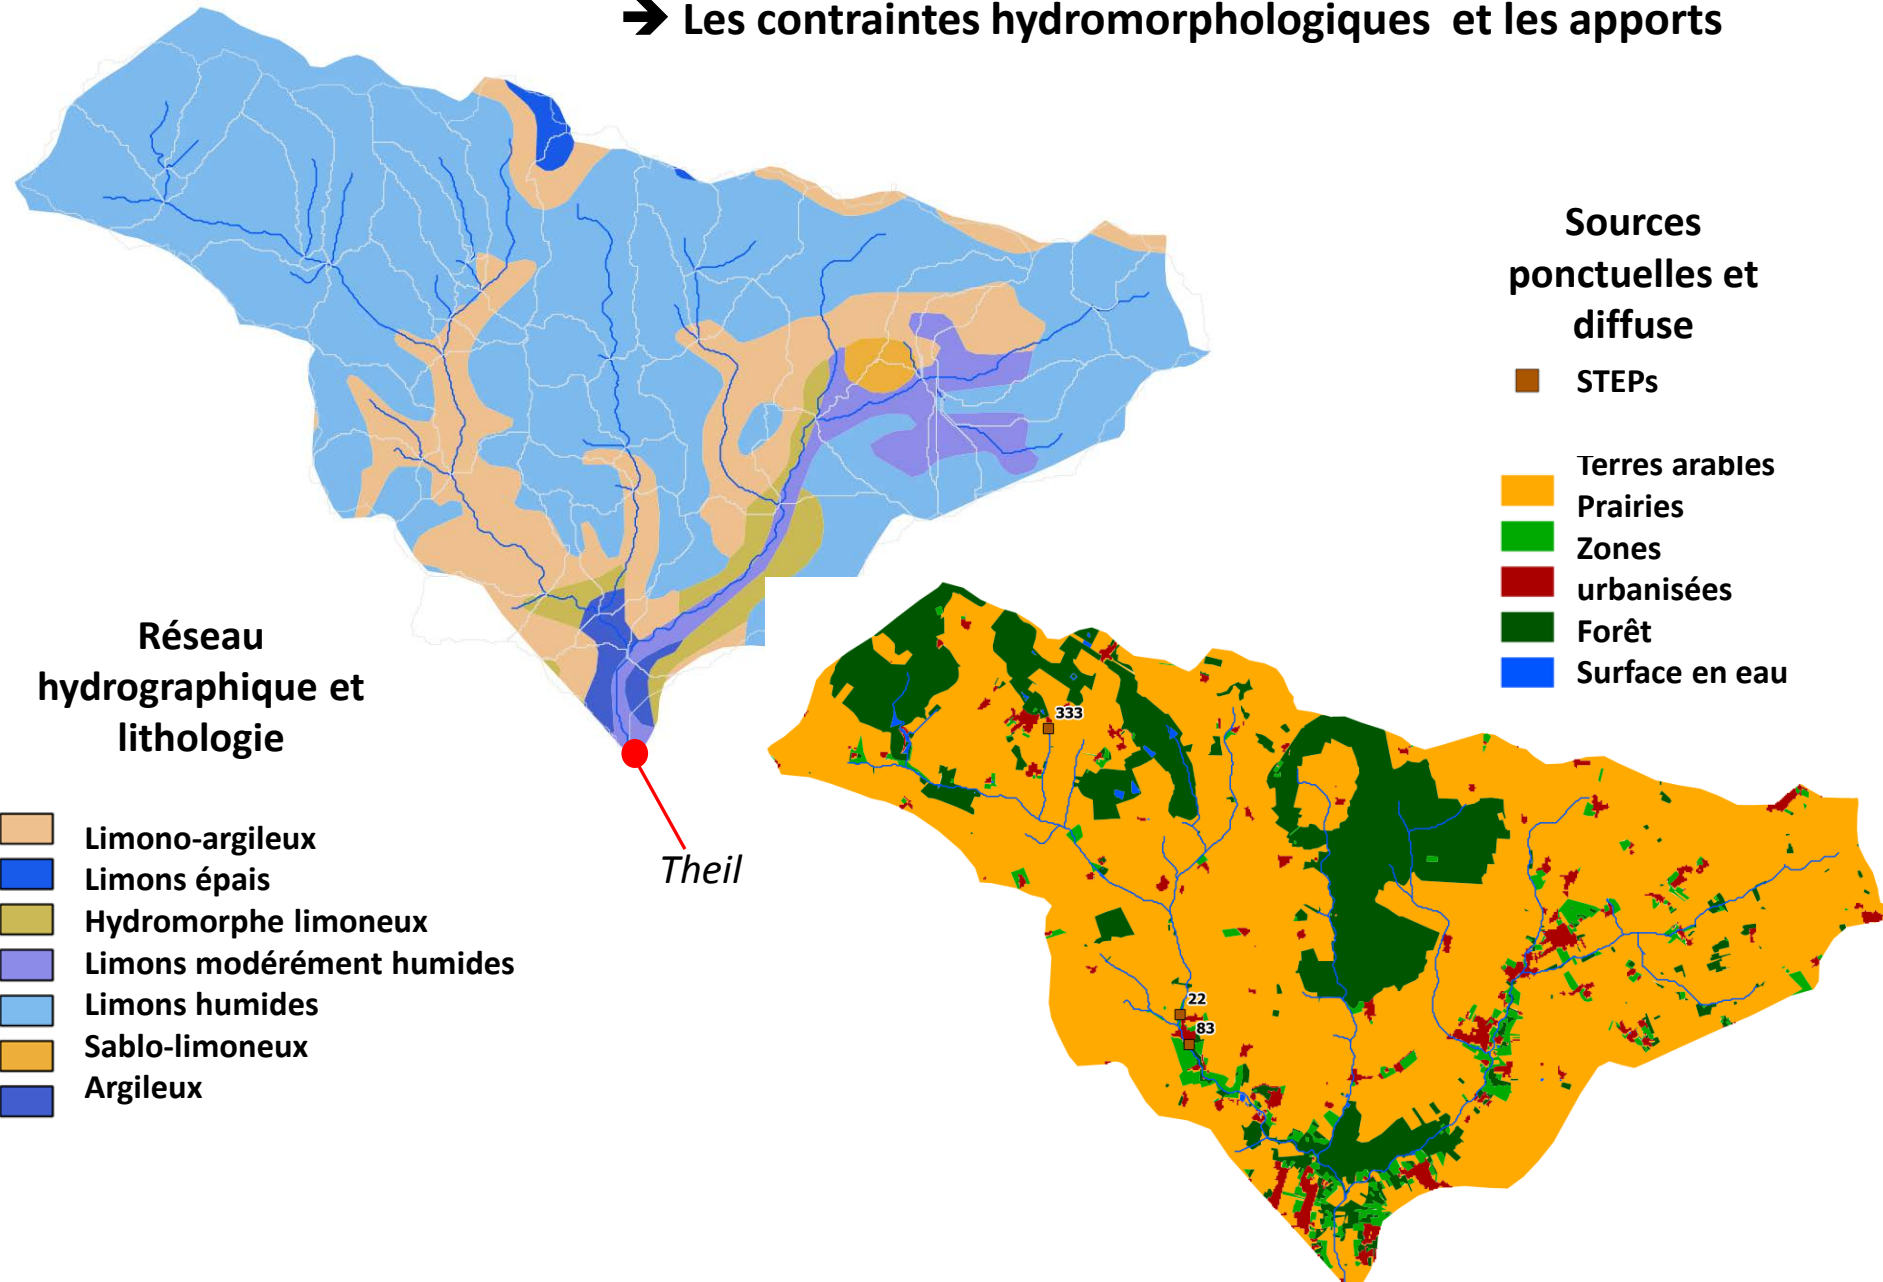 ➔ Les contraintes hydromorphologiques et les apports
Sources
ponctuelles et
diffuse
STEPs
Terres arables
Prairies
Zones
urbanisées
Forêt
Surface en eau
Réseau
hydrographique et
lithologie
Limono-argileux
Limons épais
Hydromorphe limoneux
Limons modérément humides
Limons humides
Sablo-limoneux
Argileux
Theil
333
22
83